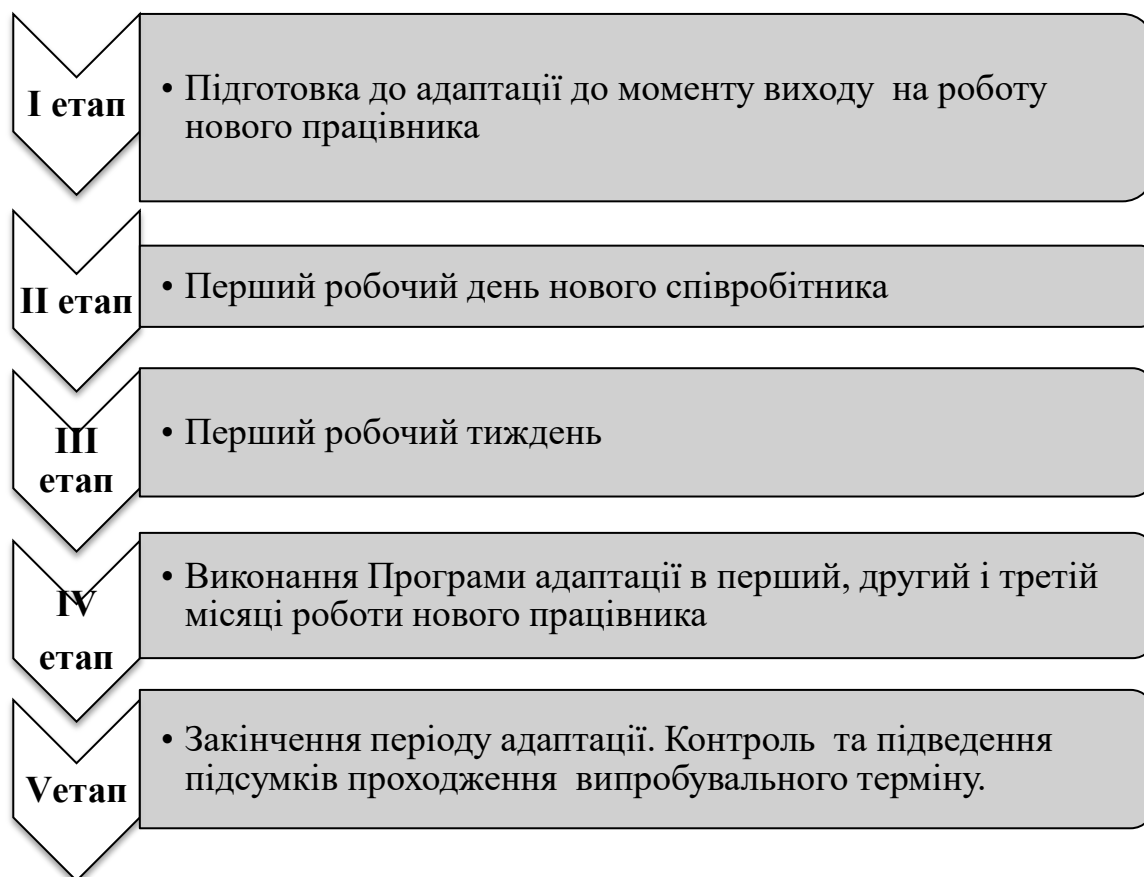 І етап
• Підготовка до адаптації до моменту виходу на роботу
нового працівника
ІІ етап
• Перший робочий день нового співробітника
ІІІ
етап
• Перший робочий тиждень
IV
етап
• Виконання Програми адаптації в перший, другий і третій
місяці роботи нового працівника
Vетап
• Закінчення періоду адаптації. Контроль та підведення
підсумків проходження випробувального терміну.